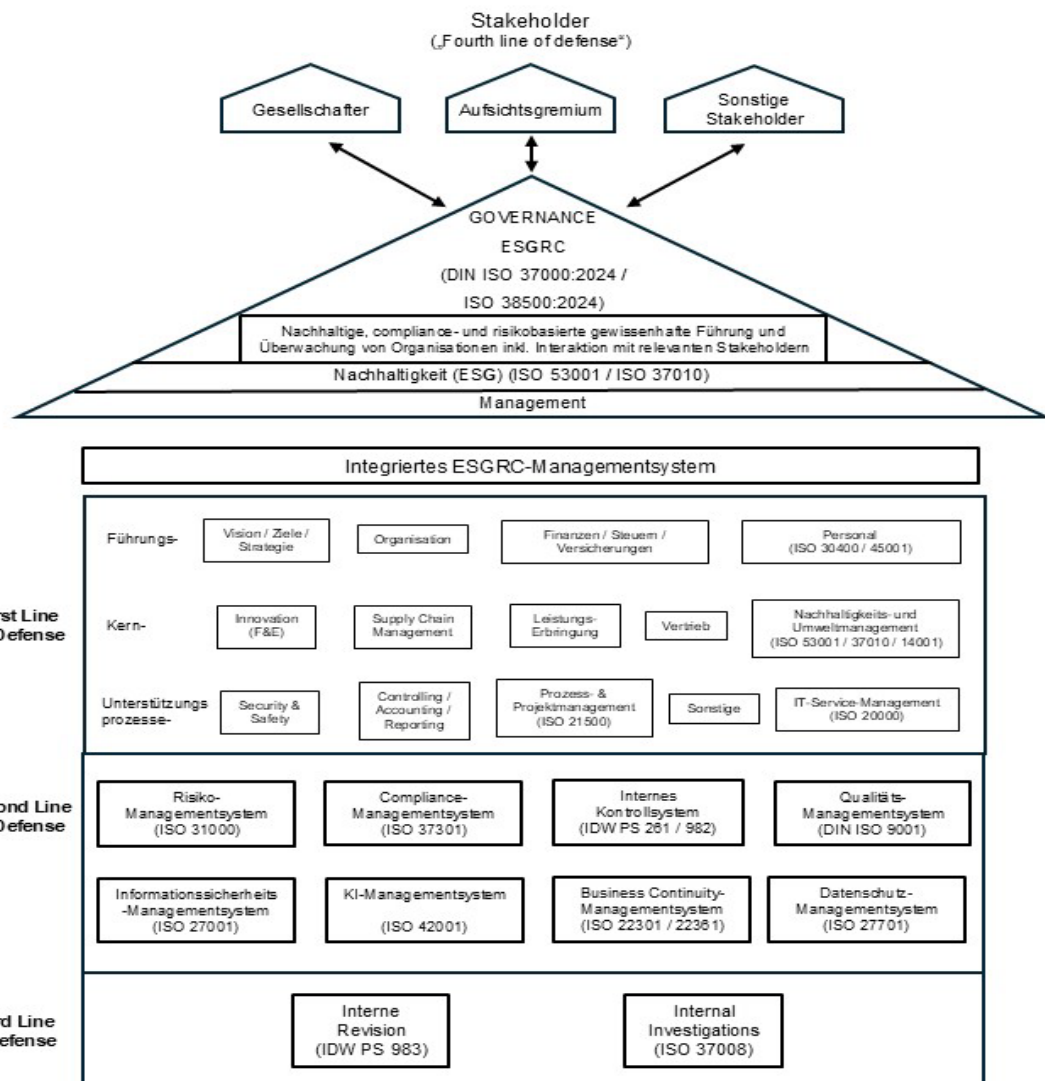 Stakeholder
(„Fourth line of defense“)
Gesellschafter
Aufsichtsgremium
Sonstige
Stakeholder
GOVERNANCE
ESGRC
(DIN ISO 37000:2024 /
ISO 38500:2024)
Nachhaltige, compliance- und risikobasierte gewissenhafte Führung und
Überwachung von Organisationen inkl. Interaktion mit relevanten Stakeholdern
Nachhaltigkeit (ESG) (ISO 53001 / ISO 37010)
Management
Integriertes ESGRC-Managementsystem
rst Line
Defense
Führungs-
Vision / Ziele /
Strategie
Organisation
Finanzen / Steuern /
Versicherungen
Personal
(ISO 30400 / 45001)
Kern-
Innovation
(F&E)
Supply Chain
Management
Leistungs-
Erbringung
Vertrieb
Nachhaltigkeits- und
Umweltmanagement
(ISO 53001 / 37010 / 14001)
Unterstützungs
prozesse-
Security &
Safety
Controlling /
Accounting /
Reporting
Prozess- &
Projektmanagement
(ISO 21500)
Sonstige
IT-Service-Management
(ISO 20000)
ond Line
Defense
Risiko-
Managementsystem
(ISO 31000)
Compliance-
Managementsystem
(ISO 37301)
Internes
Kontrollsystem
(IDW PS 261 / 982)
Qualitäts-
Managementsystem
(DIN ISO 9001)
Informationssicherheits
-Managementsystem
(ISO 27001)
KI-Managementsystem
(ISO 42001)
Business Continuity-
Managementsystem
(ISO 22301 / 22361)
Datenschutz-
Managementsystem
(ISO 27701)
rd Line
efense
Interne
Revision
(IDW PS 983)
Internal
Investigations
(ISO 37008)